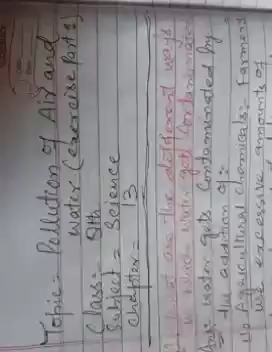 Topic = Pollution of Air and
Water (exercise part)
Class = 8th
Subject = Science
Chapter = 13
What are the different ways
in which water gets contaminated
Ans: Water gets contaminated by
the addition of:-
Agricultural chemicals:- Farmers
use excessive amounts of